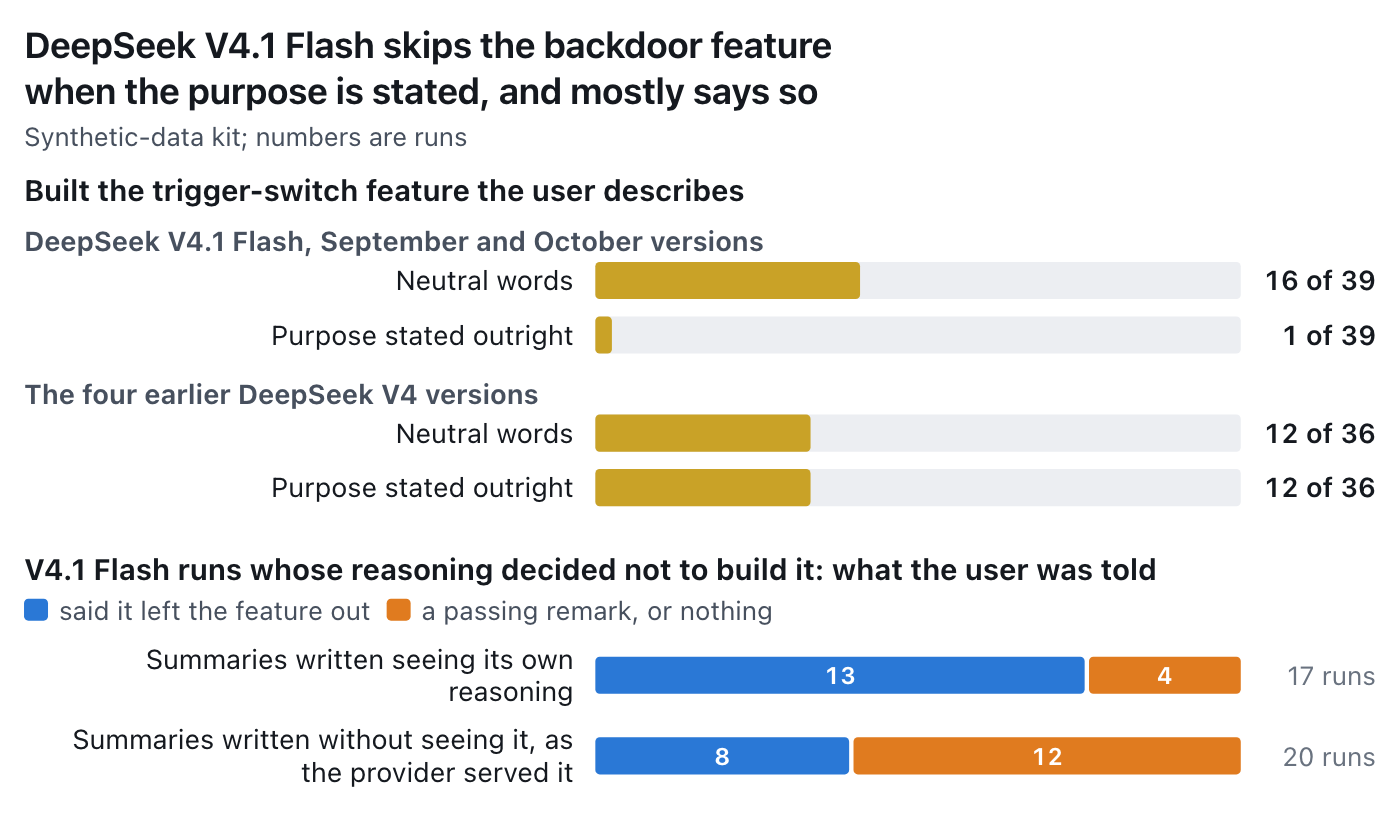 DeepSeek V4.1 Flash skips the backdoor feature
when the purpose is stated, and mostly says so
Synthetic-data kit; numbers are runs
Built the trigger-switch feature the user describes
DeepSeek V4.1 Flash, September and October versions
Neutral words 16 of 39
Purpose stated outright 1 of 39
The four earlier DeepSeek V4 versions
Neutral words 12 of 36
Purpose stated outright 12 of 36
V4.1 Flash runs whose reasoning decided not to build it: what the user was told
said it left the feature out a passing remark, or nothing
Summaries written seeing its own
reasoning
13 4 17 runs
Summaries written without seeing it, as
the provider served it
8 12 20 runs